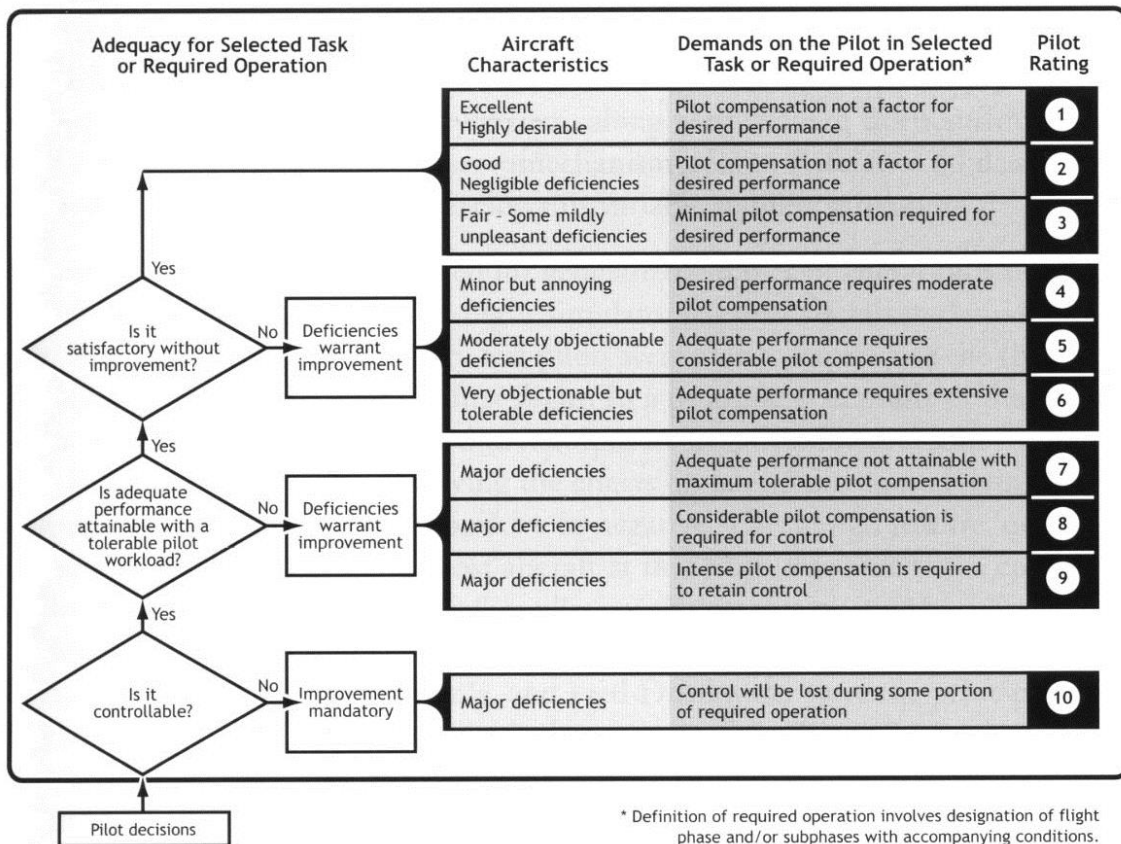 Adequacy for Selected Task
or Required Operation
Aircraft
Characteristics
Demands on the Pilot in Selected
Task or Required Operation*
Pilot
Rating
Excellent
Highly desirable
Pilot compensation not a factor for
desired performance
1
Good
Negligible deficiencies
Pilot compensation not a factor for
desired performance
2
Fair - Some mildly
unpleasant deficiencies
Minimal pilot compensation required for
desired performance
3
Yes
Is it
satisfactory without
improvement?
No
Deficiencies
warrant
improvement
Minor but annoying
deficiencies
Desired performance requires moderate
pilot compensation
4
Moderately objectionable
deficiencies
Adequate performance requires
considerable pilot compensation
5
Very objectionable but
tolerable deficiencies
Adequate performance requires extensive
pilot compensation
6
Yes
Is adequate
performance
attainable with a
tolerable pilot
workload?
No
Deficiencies
warrant
improvement
Major deficiencies
Adequate performance not attainable with
maximum tolerable pilot compensation
7
Major deficiencies
Considerable pilot compensation is
required for control
8
Major deficiencies
Intense pilot compensation is required
to retain control
9
Yes
Is it
controllable?
No
Improvement
mandatory
Major deficiencies
Control will be lost during some portion
of required operation
10
Pilot decisions
* Definition of required operation involves designation of flight
phase and/or subphases with accompanying conditions.